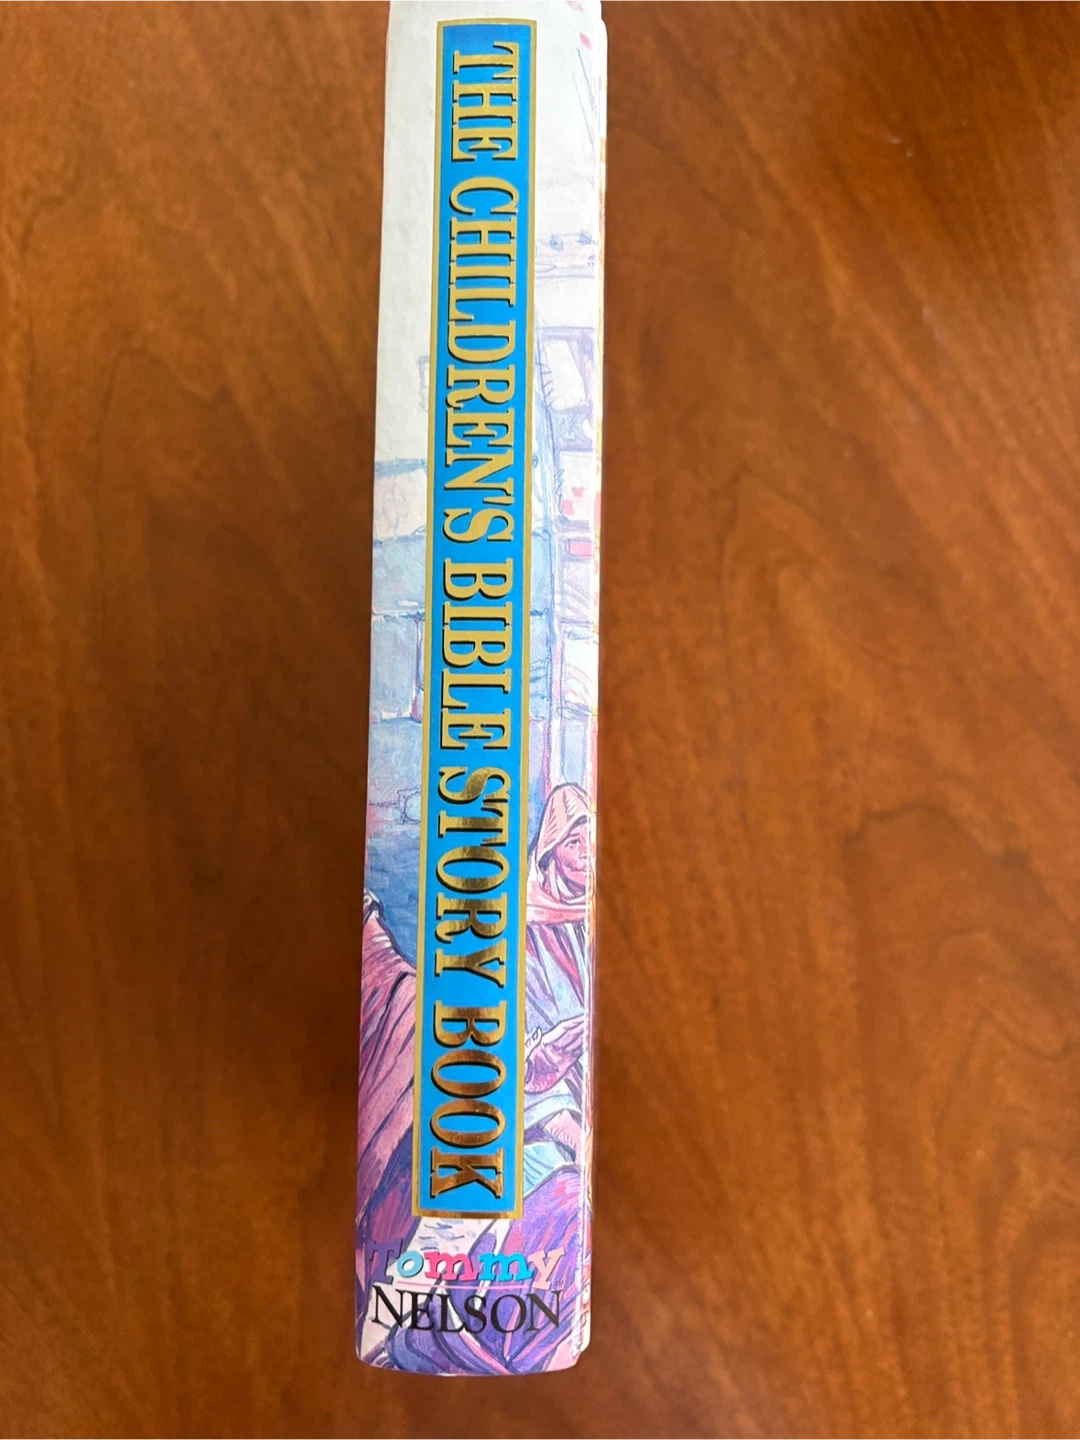 THE CHILDREN'S BIBLE STORY BOOK
Tommy
NELSON